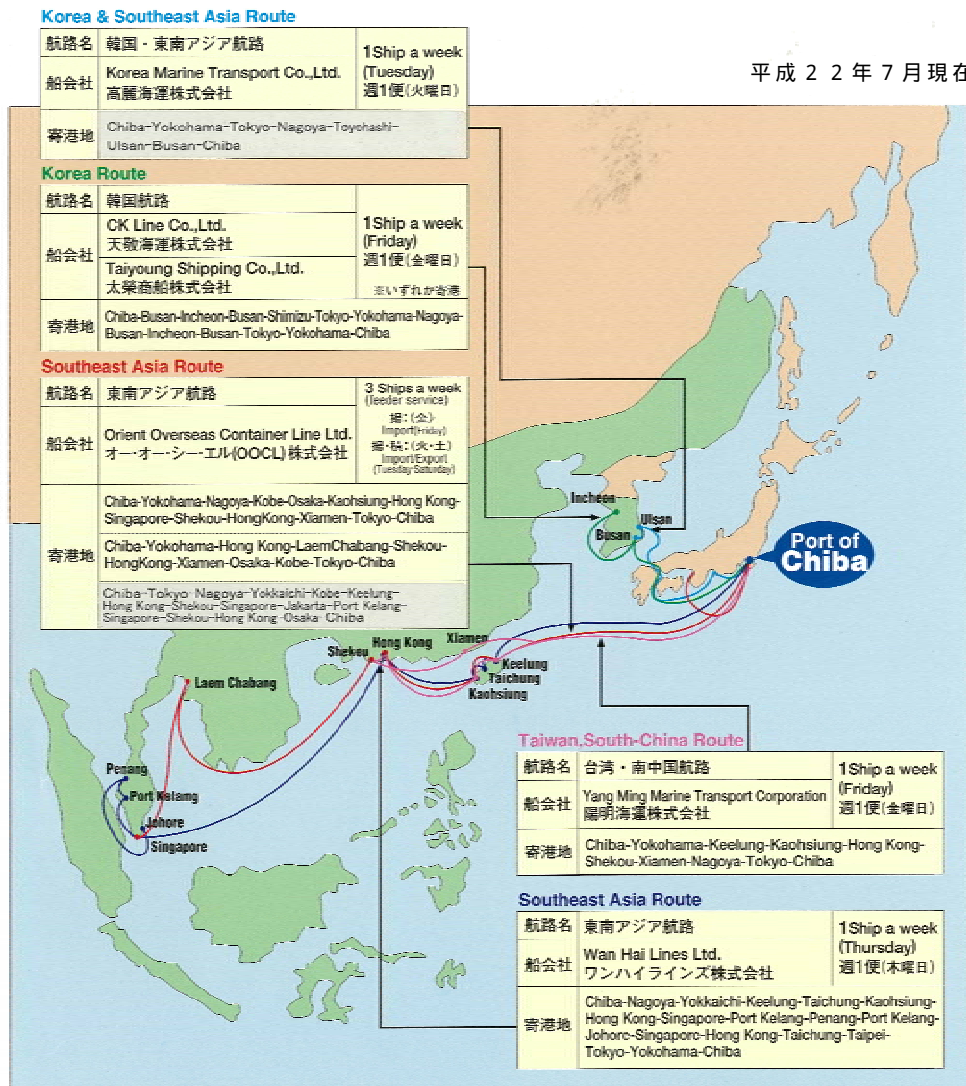 Korea & Southeast Asia Route
航路名 韓国・東南アジア航路
船会社 Korea Marine Transport Co.,Ltd.
高麗海運株式会社
1Ship a week
(Tuesday)
週1便(火曜日)
寄港地 Chiba-Yokohama-Tokyo-Nagoya-Toyohashi-
Ulsan-Busan-Chiba
平成22年7月現在
Korea Route
航路名 韓国航路
船会社 CK Line Co.,Ltd.
天敬海運株式会社
Taiyoung Shipping Co.,Ltd.
太榮商船株式会社
1Ship a week
(Friday)
週1便(金曜日)
※いずれか寄港
寄港地 Chiba-Busan-Incheon-Busan-Shimizu-Tokyo-Yokohama-Nagoya-
Busan-Incheon-Busan-Tokyo-Yokohama-Chiba
Southeast Asia Route
航路名 東南アジア航路
船会社 Orient Overseas Container Line Ltd.
オー・オー・シー・エル(OOCL)株式会社
3 Ships a week
(feeder service)
揚:(金)
Import(Friday)
揚・積:(火・土)
Import/Export
(Tuesday·Saturday)
寄港地 Chiba-Yokohama-Nagoya-Kobe-Osaka-Kaohsiung-Hong Kong-
Singapore-Shekou-HongKong-Xiamen-Tokyo-Chiba
Chiba-Yokohama-Hong Kong-LaemChabang-Shekou-
HongKong-Xiamen-Osaka-Kobe-Tokyo-Chiba
Chiba-Tokyo-Nagoya-Yokkaichi-Kobe-Keelung-
Hong Kong-Shekou-Singapore-Jakarta-Port Kelang-
Singapore-Shekou-Hong Kong-Osaka-Chiba
Incheon
Ulsan
Busan
Port of
Chiba
Shekou
Hong Kong
Xiamen
Keelung
Taichung
Kaohsiung
Laem Chabang
Penang
Port Kelang
Johore
Singapore
Taiwan,South-China Route
航路名 台湾・南中国航路
船会社 Yang Ming Marine Transport Corporation
陽明海運株式会社
1Ship a week
(Friday)
週1便(金曜日)
寄港地 Chiba-Yokohama-Keelung-Kaohsiung-Hong Kong-
Shekou-Xiamen-Nagoya-Tokyo-Chiba
Southeast Asia Route
航路名 東南アジア航路
船会社 Wan Hai Lines Ltd.
ワンハイラインズ株式会社
1Ship a week
(Thursday)
週1便(木曜日)
寄港地 Chiba-Nagoya-Yokkaichi-Keelung-Taichung-Kaohsiung-
Hong Kong-Singapore-Port Kelang-Penang-Port Kelang-
Johore-Singapore-Hong Kong-Taichung-Taipei-
Tokyo-Yokohama-Chiba